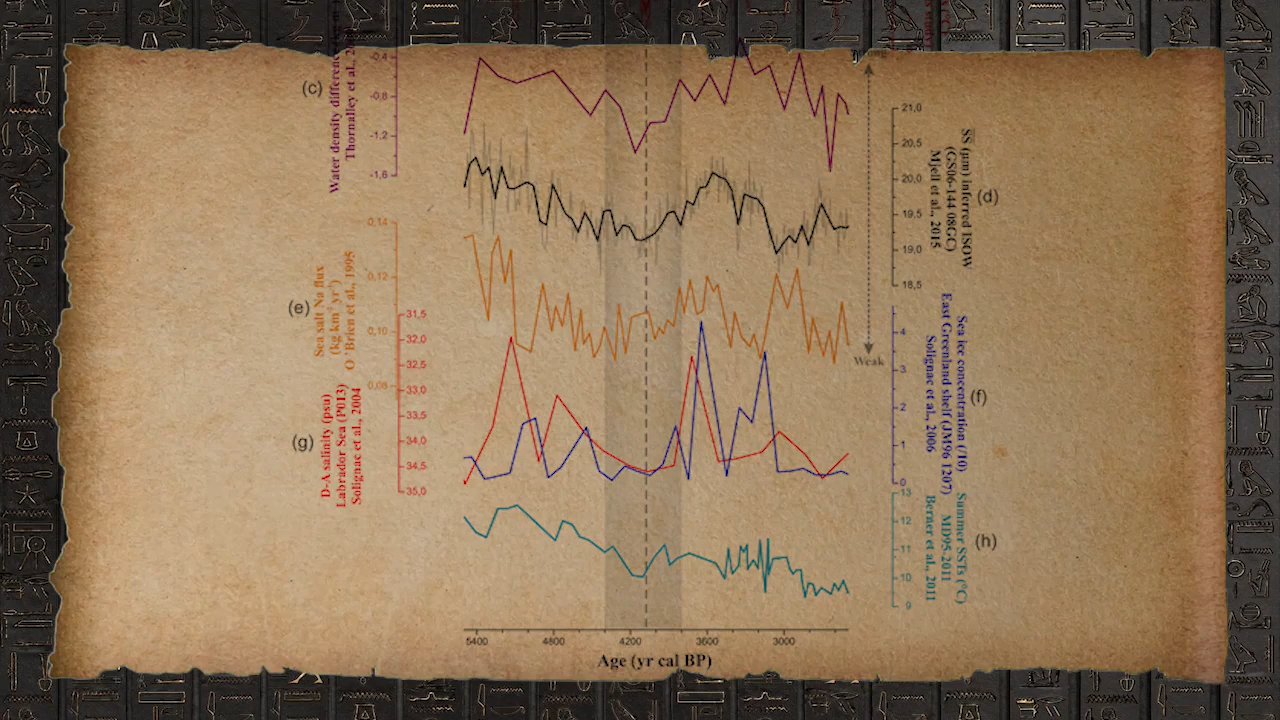 (c)
Water density difference
Thornalley et al., 2
-0,4
-0,8
-1,2
-1,6
21,0
20,5
20,0
19,5
19,0
18,5
SS (µm) inferred ISOW
(GS06-144 08GC)
Mjell et al., 2015
(d)
Weak
(e)
Sea salt Na flux
(kg km² yr¹)
O 'Brien et al., 1995
0,14
0,12
0,10
0,08
4
3
2
1
0
Sea ice concentration (/10)
East Greenland shelf (JM96 1207)
Solignac et al., 2006
(f)
(g)
D-A salinity (psu)
Labrador Sea (P013)
Solignac et al., 2004
31,5
32,0
32,5
33,0
33,5
34,0
34,5
35,0
13
12
11
10
9
Summer SSTs (°C)
MD95-2011
Berner et al., 2011
(h)
5400 4800 4200 3600 3000
Age (yr cal BP)